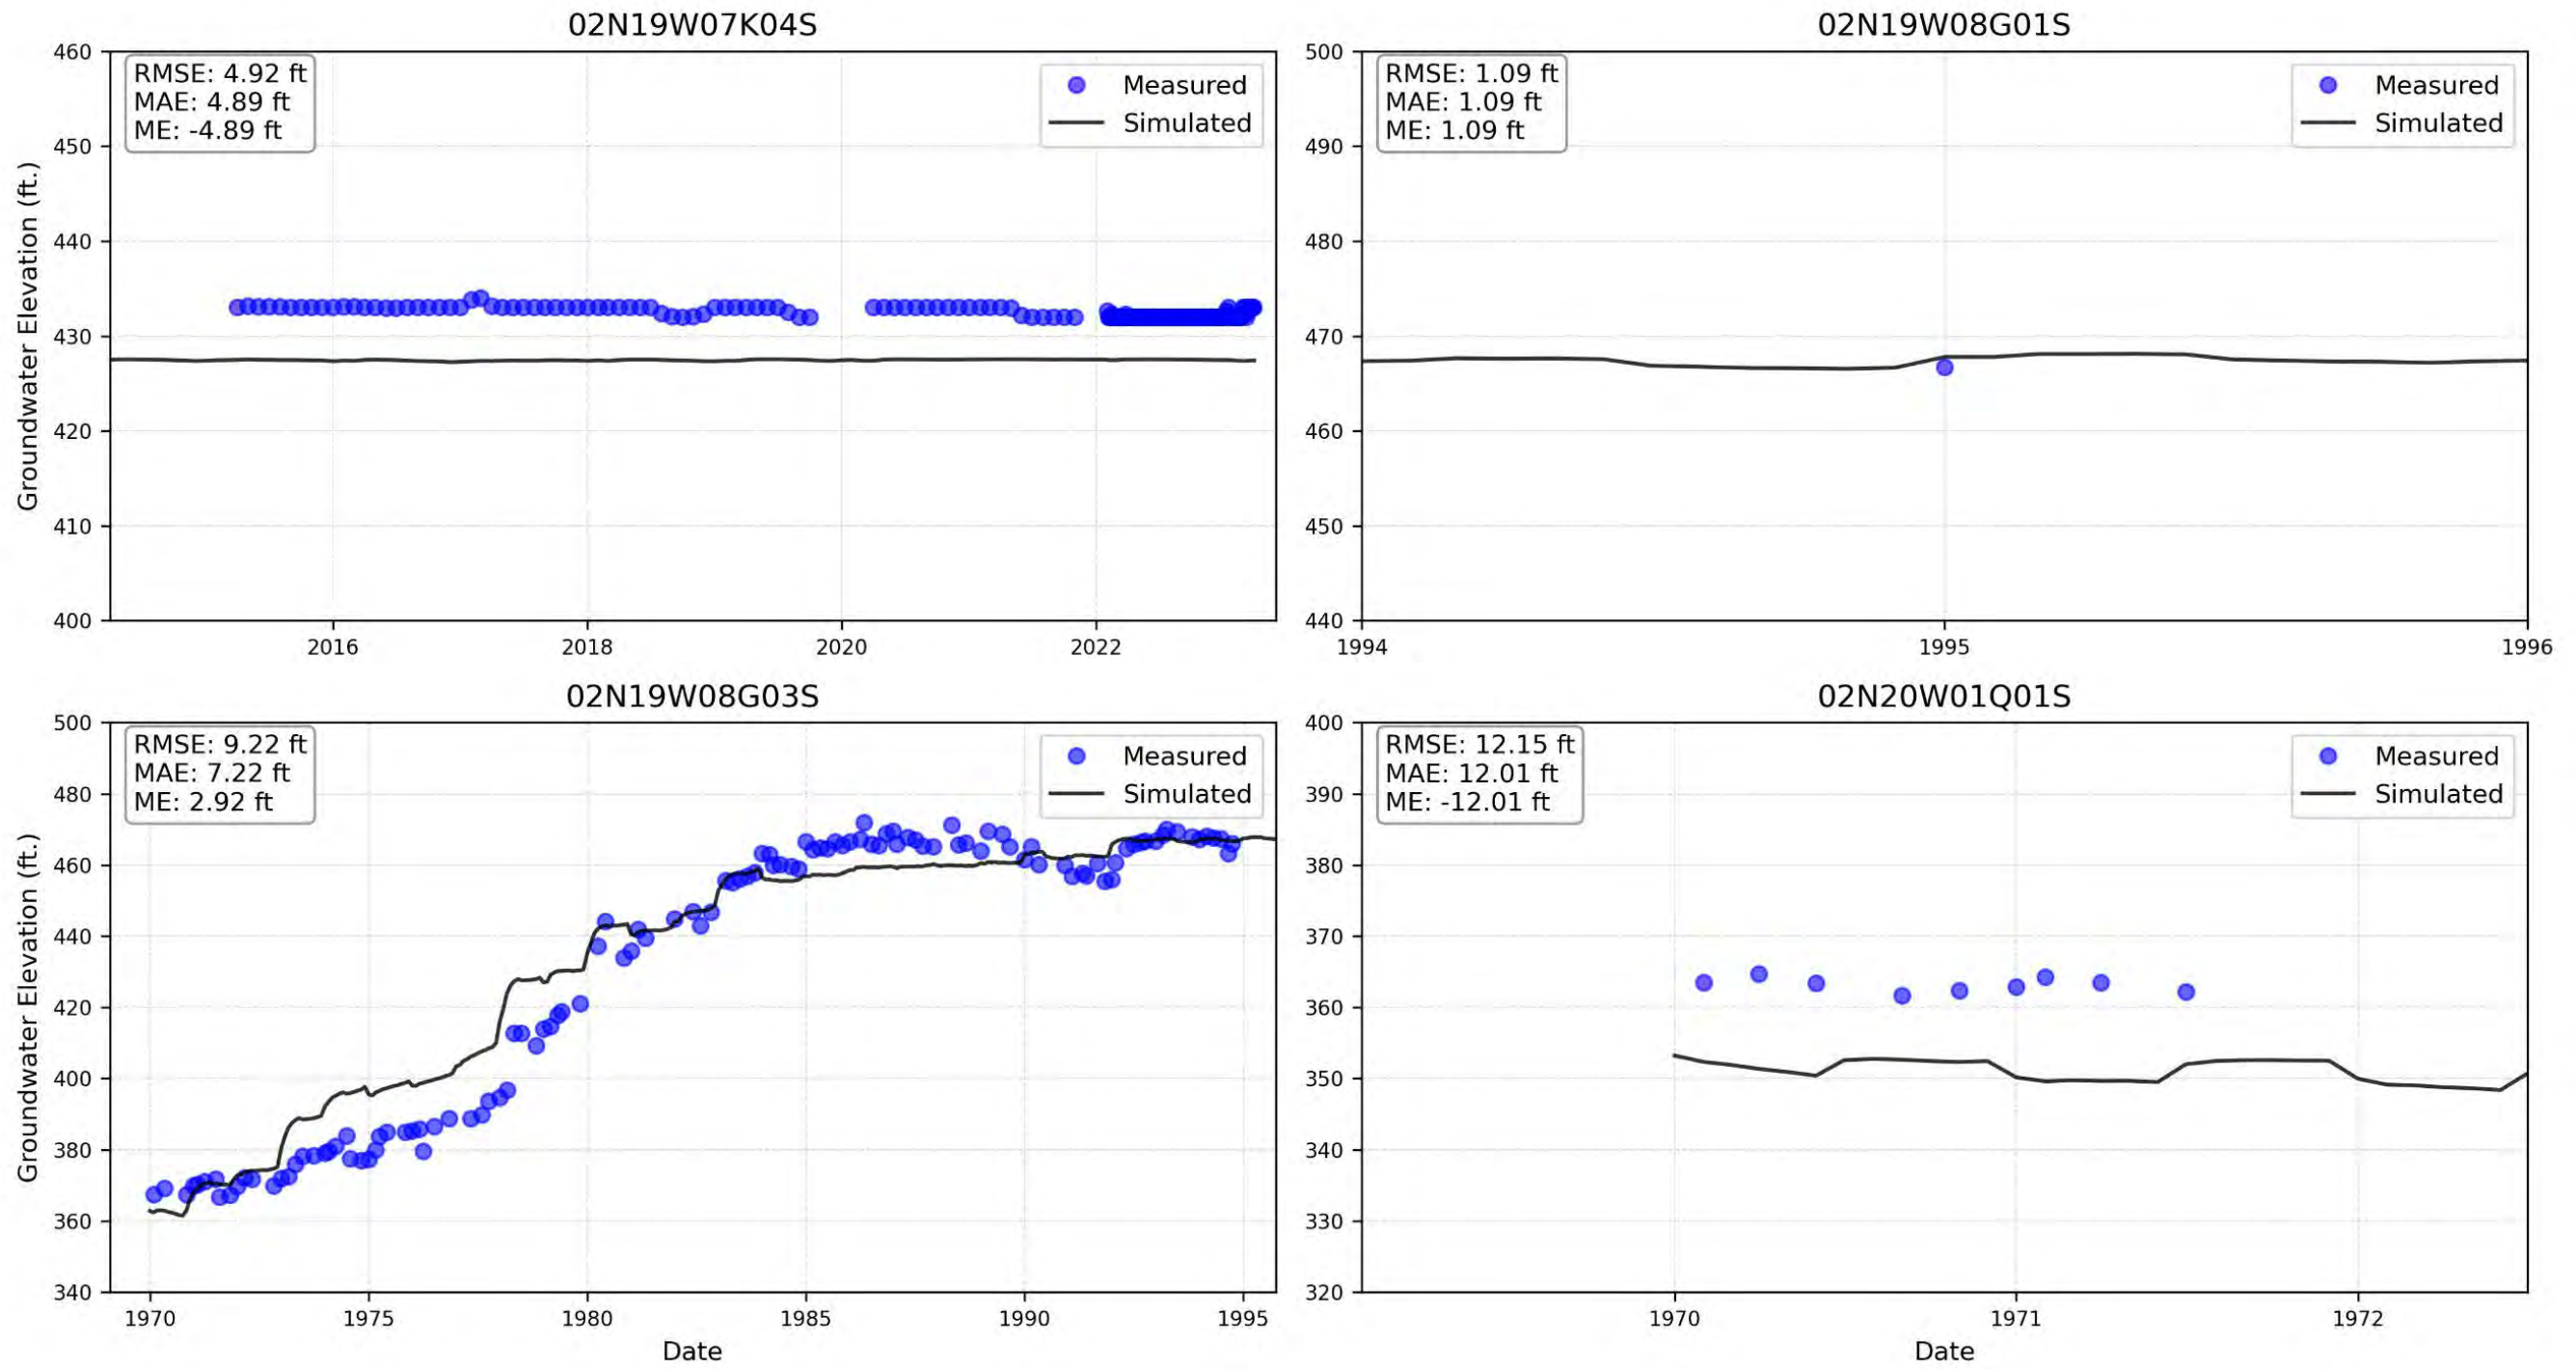 02N19W07K04S
RMSE: 4.92 ft
MAE: 4.89 ft
ME: -4.89 ft
Measured
Simulated
Groundwater Elevation (ft.)
460
450
440
430
420
410
400
2016
2018
2020
2022
02N19W08G01S
RMSE: 1.09 ft
MAE: 1.09 ft
ME: 1.09 ft
Measured
Simulated
500
490
480
470
460
450
440
1994
1995
1996
02N19W08G03S
RMSE: 9.22 ft
MAE: 7.22 ft
ME: 2.92 ft
Measured
Simulated
Groundwater Elevation (ft.)
500
480
460
440
420
400
380
360
340
1970
1975
1980
1985
1990
1995
Date
02N20W01Q01S
RMSE: 12.15 ft
MAE: 12.01 ft
ME: -12.01 ft
Measured
Simulated
400
390
380
370
360
350
340
330
320
1970
1971
1972
Date